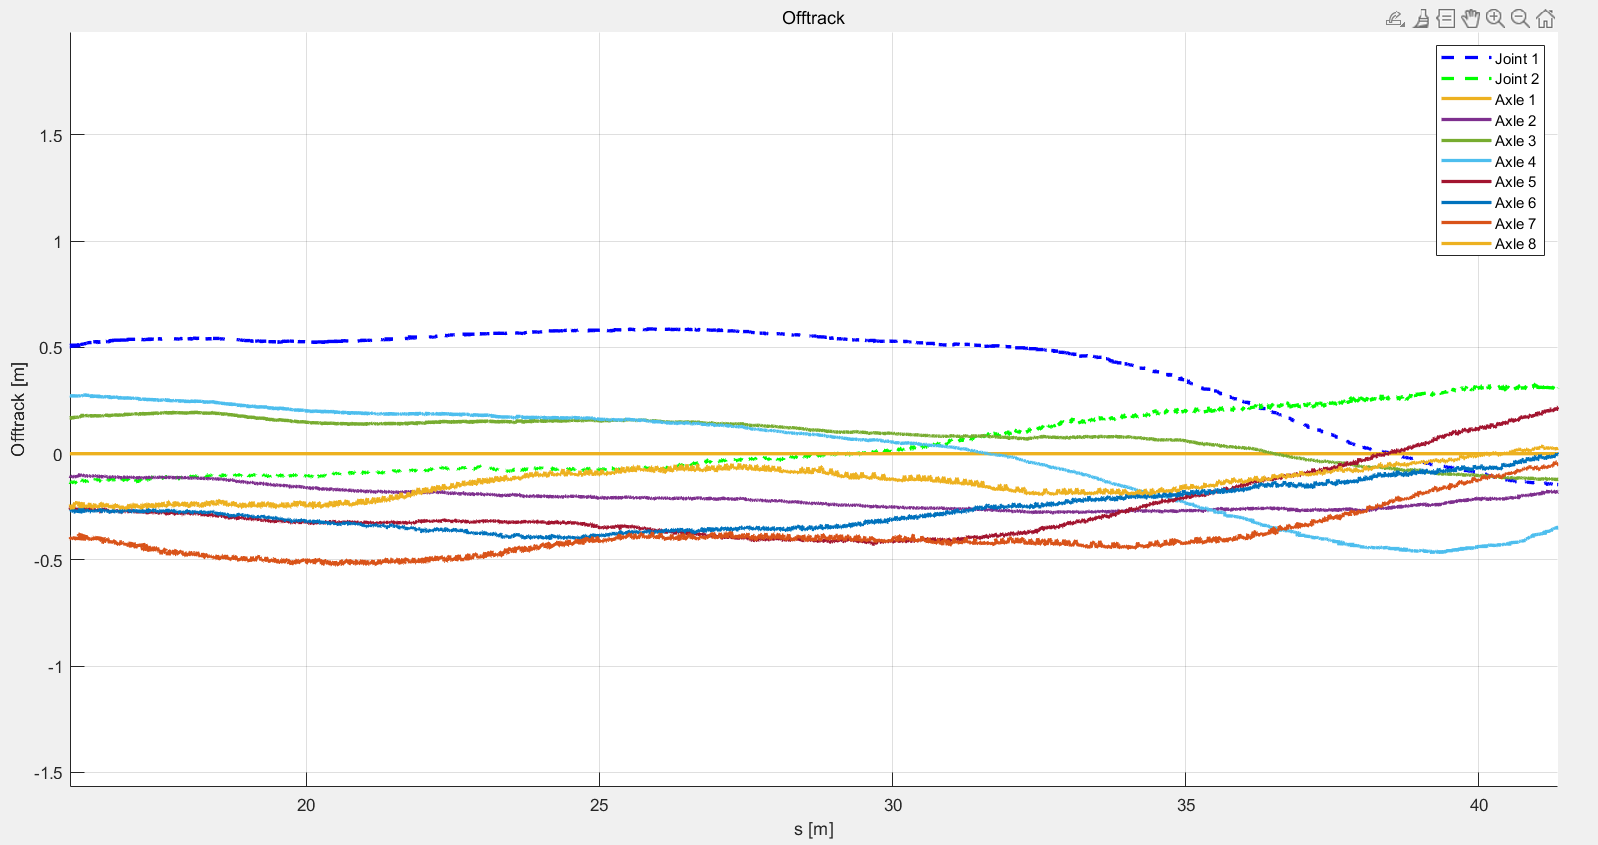 Offtrack
Joint 1
Joint 2
Axle 1
Axle 2
Axle 3
Axle 4
Axle 5
Axle 6
Axle 7
Axle 8
1.5
1
0.5
0
-0.5
-1
-1.5
Offtrack [m]
20 25 30 35 40
s [m]